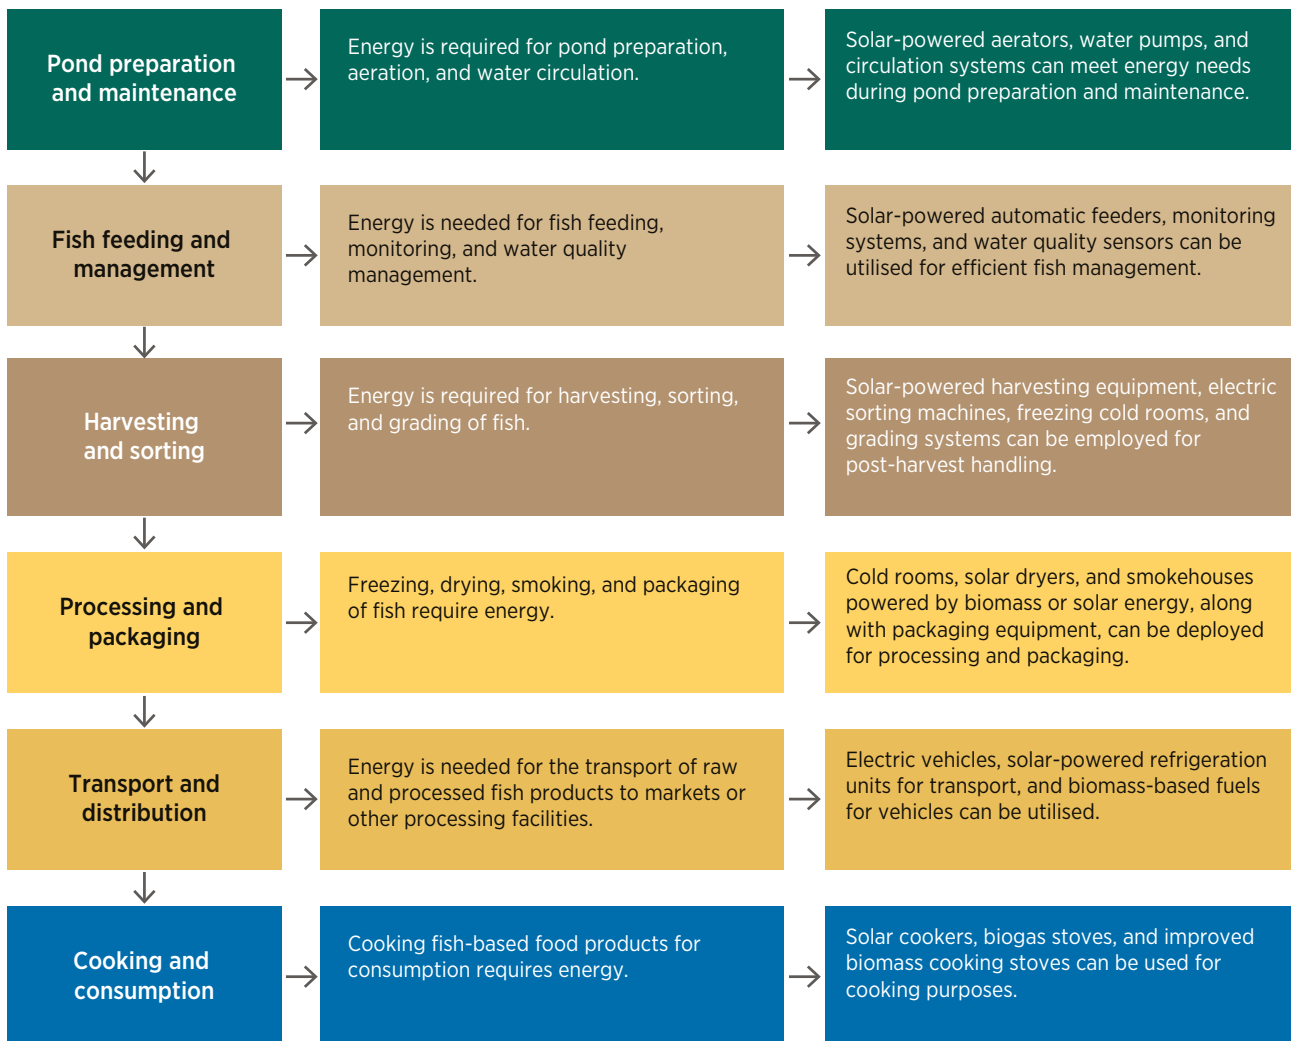 Pond preparation
and maintenance
Energy is required for pond preparation,
aeration, and water circulation.
Solar-powered aerators, water pumps, and
circulation systems can meet energy needs
during pond preparation and maintenance.
Fish feeding and
management
Energy is needed for fish feeding,
monitoring, and water quality
management.
Solar-powered automatic feeders, monitoring
systems, and water quality sensors can be
utilised for efficient fish management.
Harvesting
and sorting
Energy is required for harvesting, sorting,
and grading of fish.
Solar-powered harvesting equipment, electric
sorting machines, freezing cold rooms, and
grading systems can be employed for
post-harvest handling.
Processing and
packaging
Freezing, drying, smoking, and packaging
of fish require energy.
Cold rooms, solar dryers, and smokehouses
powered by biomass or solar energy, along
with packaging equipment, can be deployed
for processing and packaging.
Transport and
distribution
Energy is needed for the transport of raw
and processed fish products to markets or
other processing facilities.
Electric vehicles, solar-powered refrigeration
units for transport, and biomass-based fuels
for vehicles can be utilised.
Cooking and
consumption
Cooking fish-based food products for
consumption requires energy.
Solar cookers, biogas stoves, and improved
biomass cooking stoves can be used for
cooking purposes.